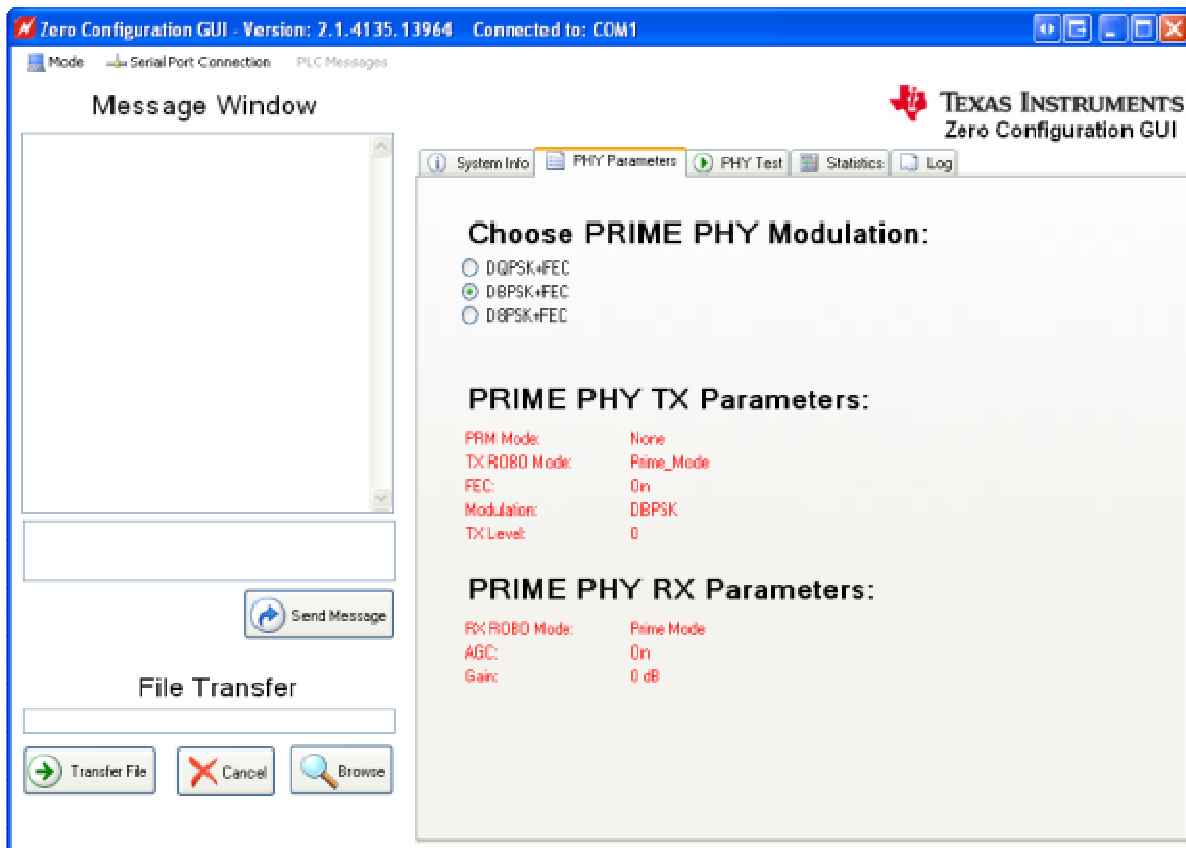 Zero Configuration GUI - Version: 2.1.4135.13964 Connected to: COM1
Mode Serial Port Connection PLC Messages
Message Window
TEXAS INSTRUMENTS
Zero Configuration GUI
System Info PHY Parameters PHY Test Statistics Log
Choose PRIME PHY Modulation:
DQPSK+FEC
DBPSK+FEC
D8PSK+FEC
PRIME PHY TX Parameters:
PRM Mode: None
TX ROBO Mode: Prime_Mode
FEC: On
Modulation: DBPSK
TX Level: 0
PRIME PHY RX Parameters:
RX ROBO Mode: Prime Mode
AGC: On
Gain: 0 dB
Send Message
File Transfer
Transfer File Cancel Browse